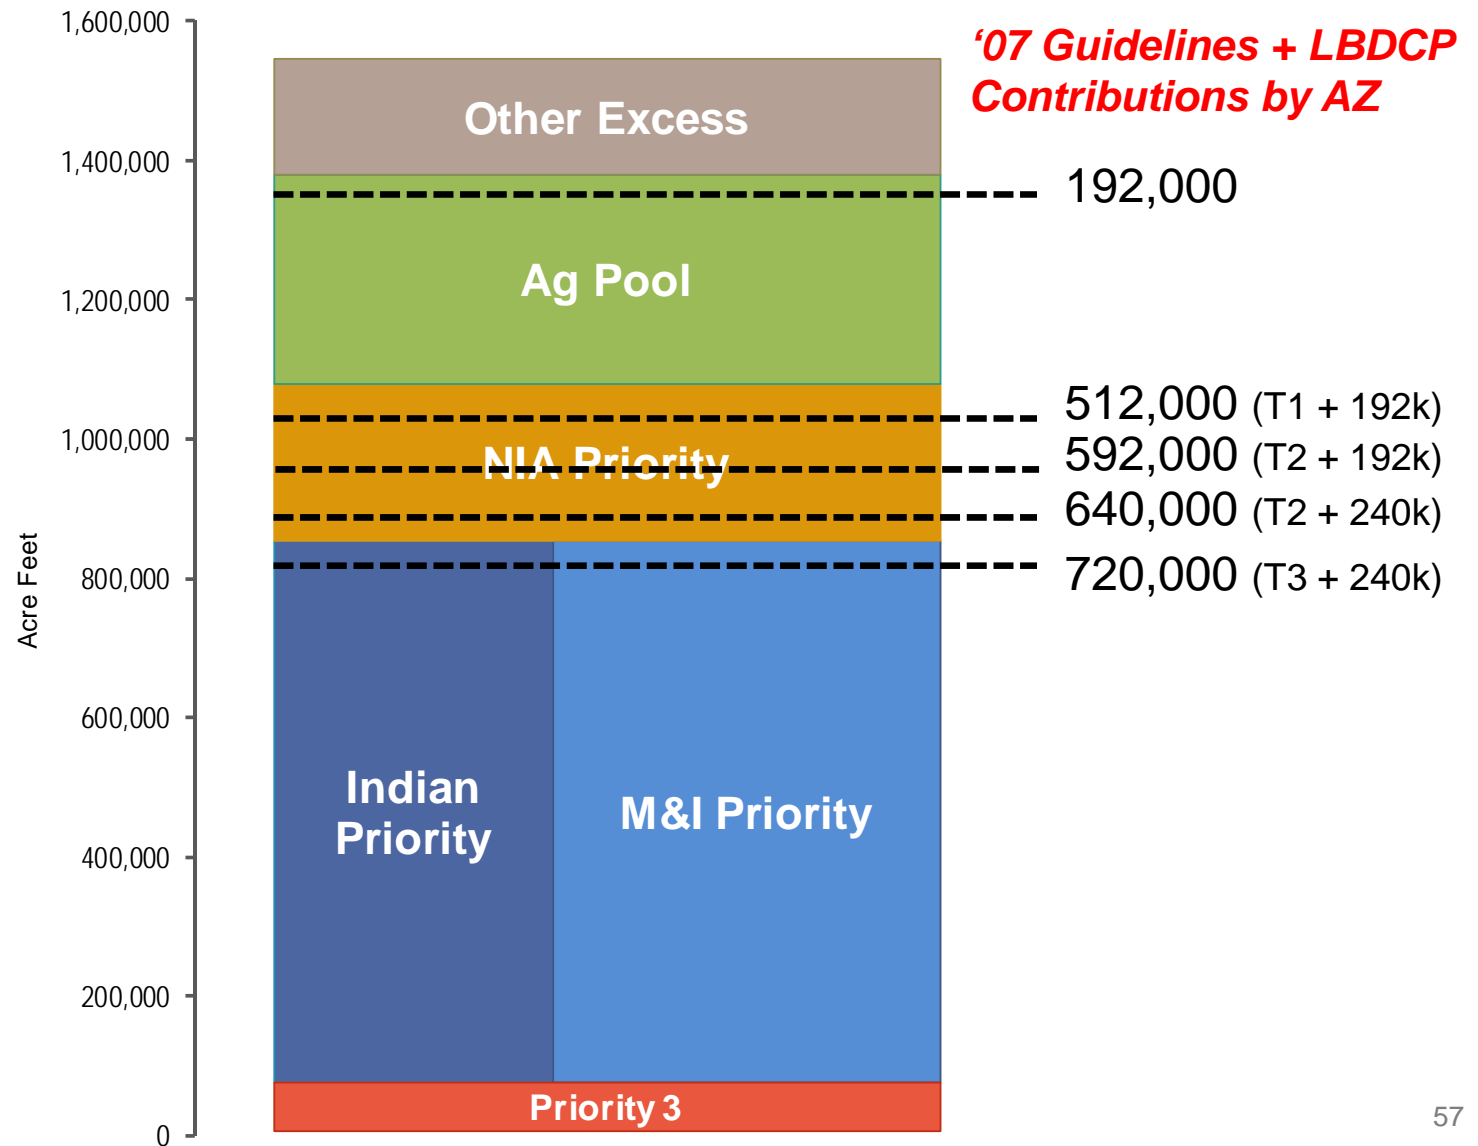 1,600,000
1,400,000
1,200,000
1,000,000
800,000
600,000
400,000
200,000
0
Acre Feet
Other Excess
Ag Pool
NIA Priority
Indian
Priority
M&I Priority
Priority 3
‘07 Guidelines + LBDCP
Contributions by AZ
192,000
512,000 (T1 + 192k)
592,000 (T2 + 192k)
640,000 (T2 + 240k)
720,000 (T3 + 240k)
57